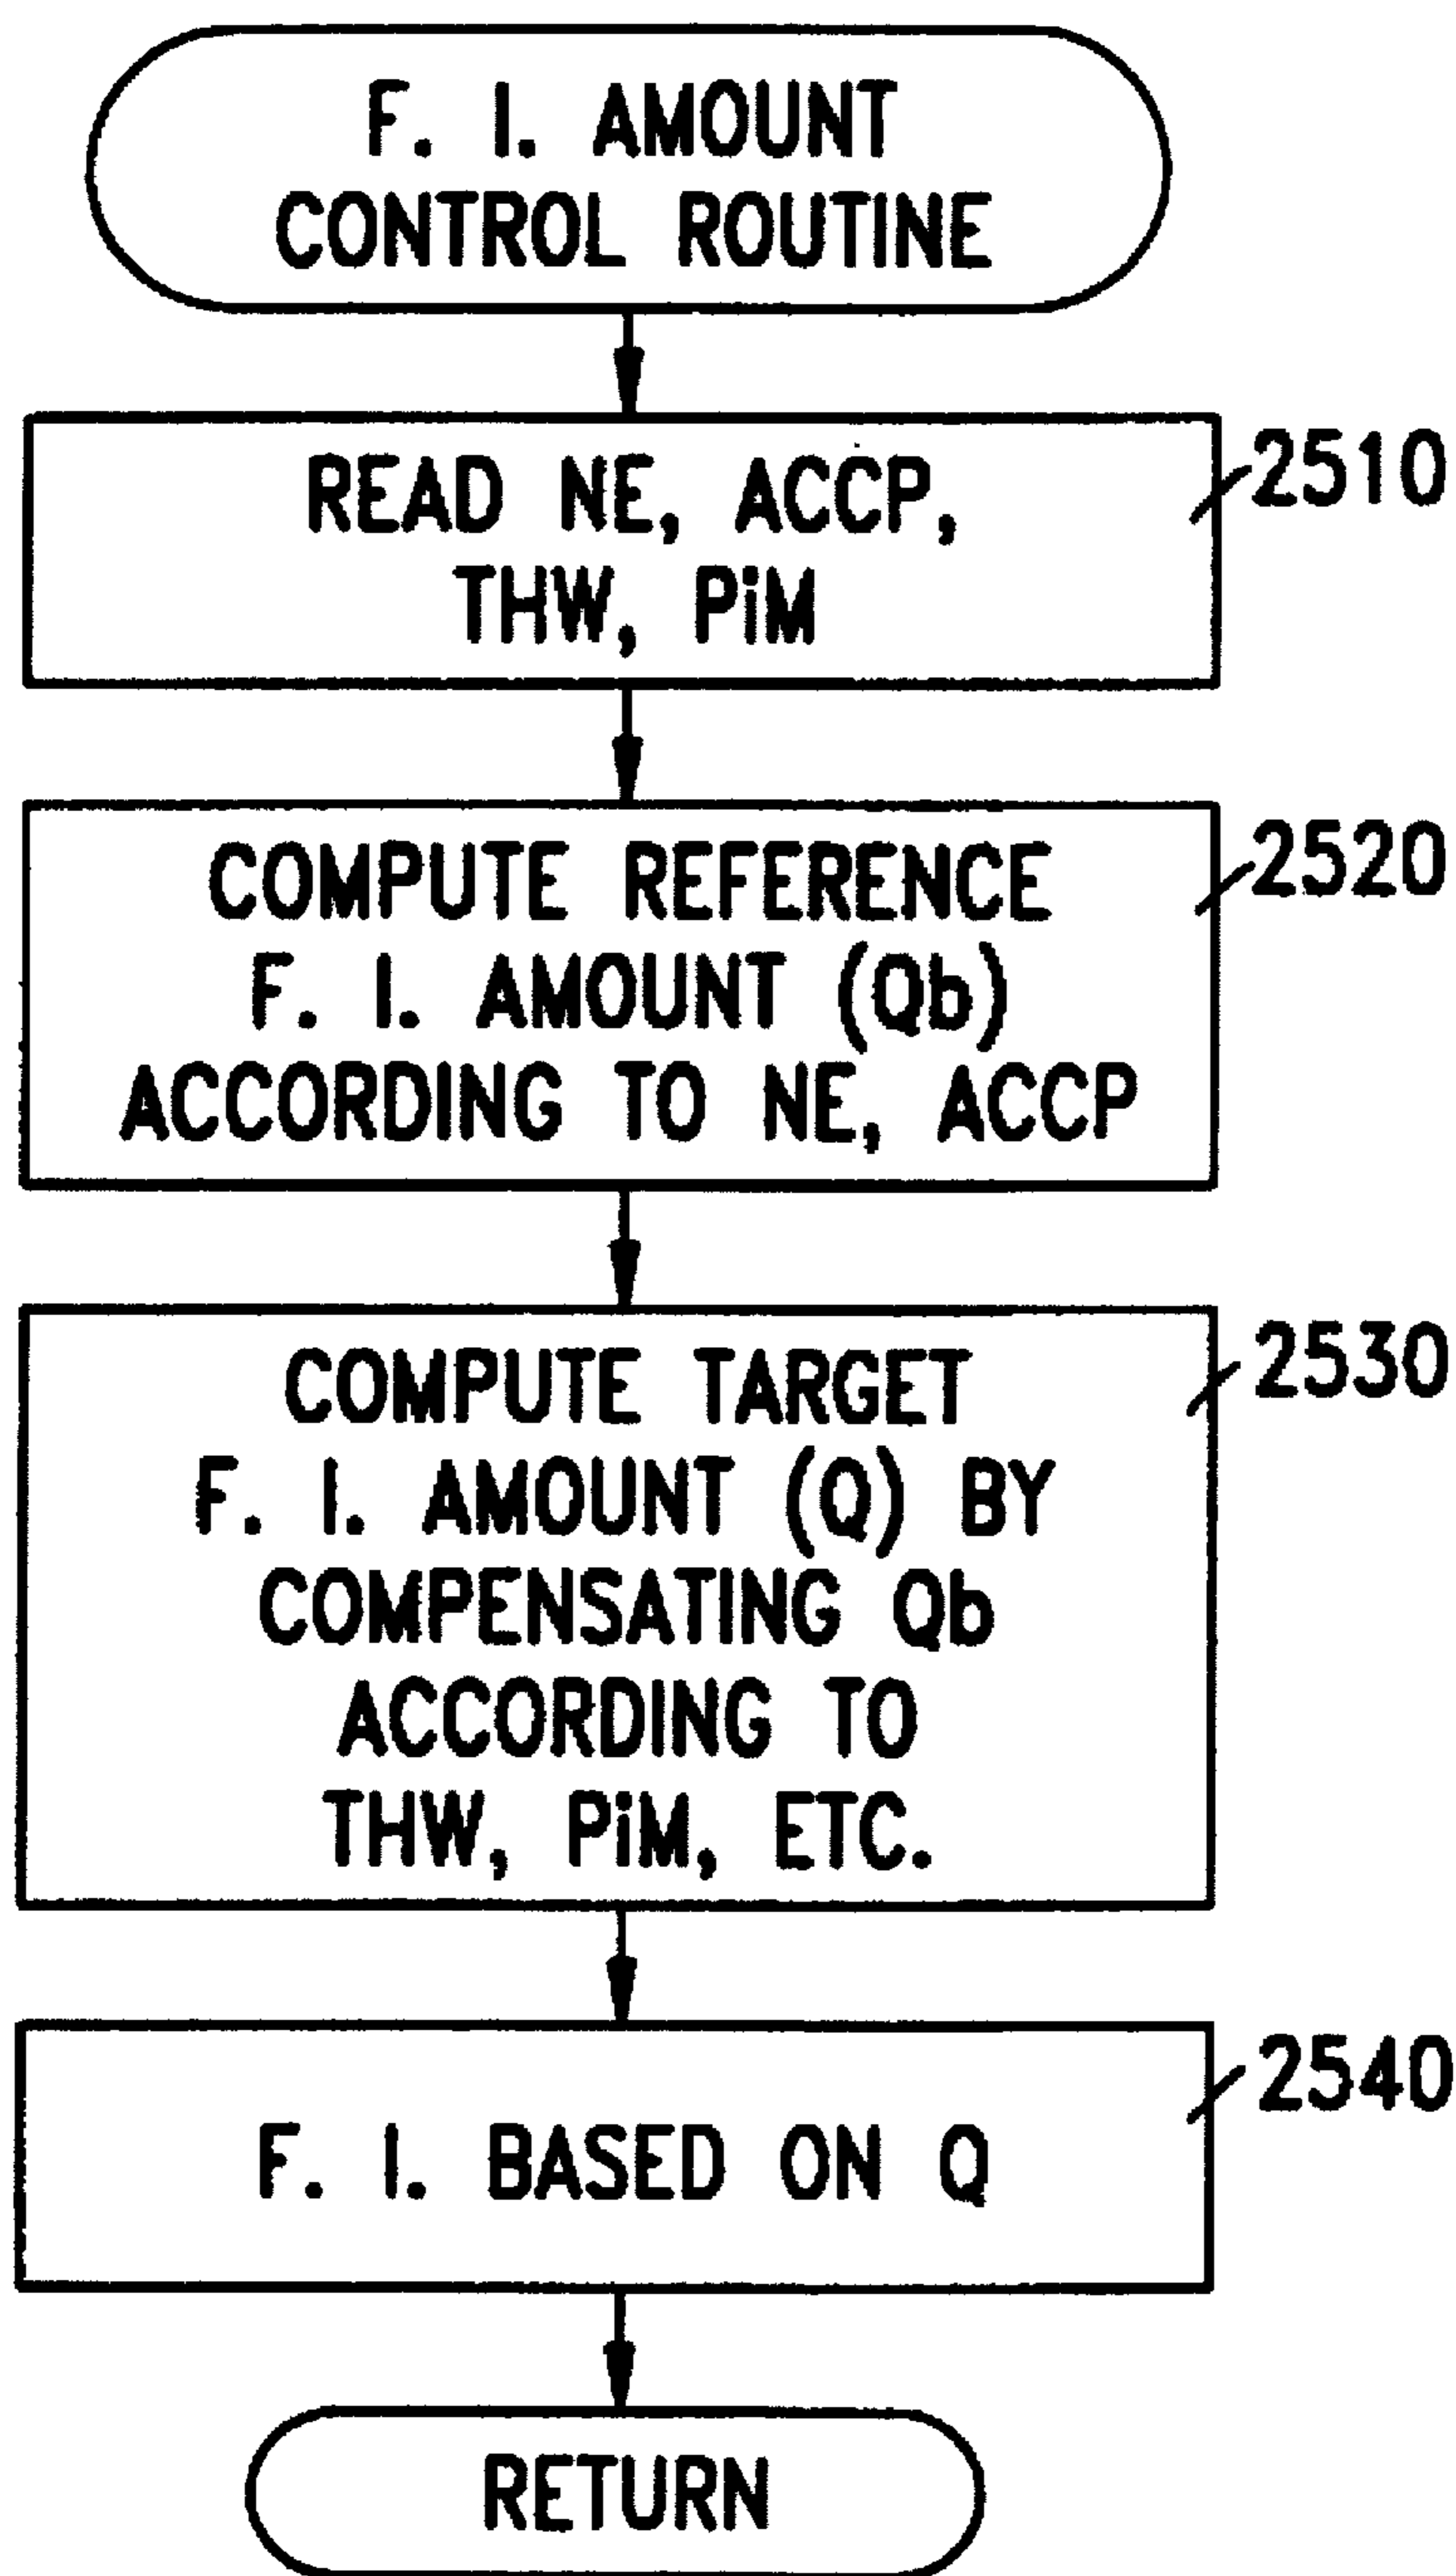 F. I. AMOUNT
CONTROL ROUTINE
READ NE, ACCP,
THW, PiM
2510
COMPUTE REFERENCE
F. I. AMOUNT (Qb)
ACCORDING TO NE, ACCP
2520
COMPUTE TARGET
F. I. AMOUNT (Q) BY
COMPENSATING Qb
ACCORDING TO
THW, PiM, ETC.
2530
F. I. BASED ON Q
2540
RETURN